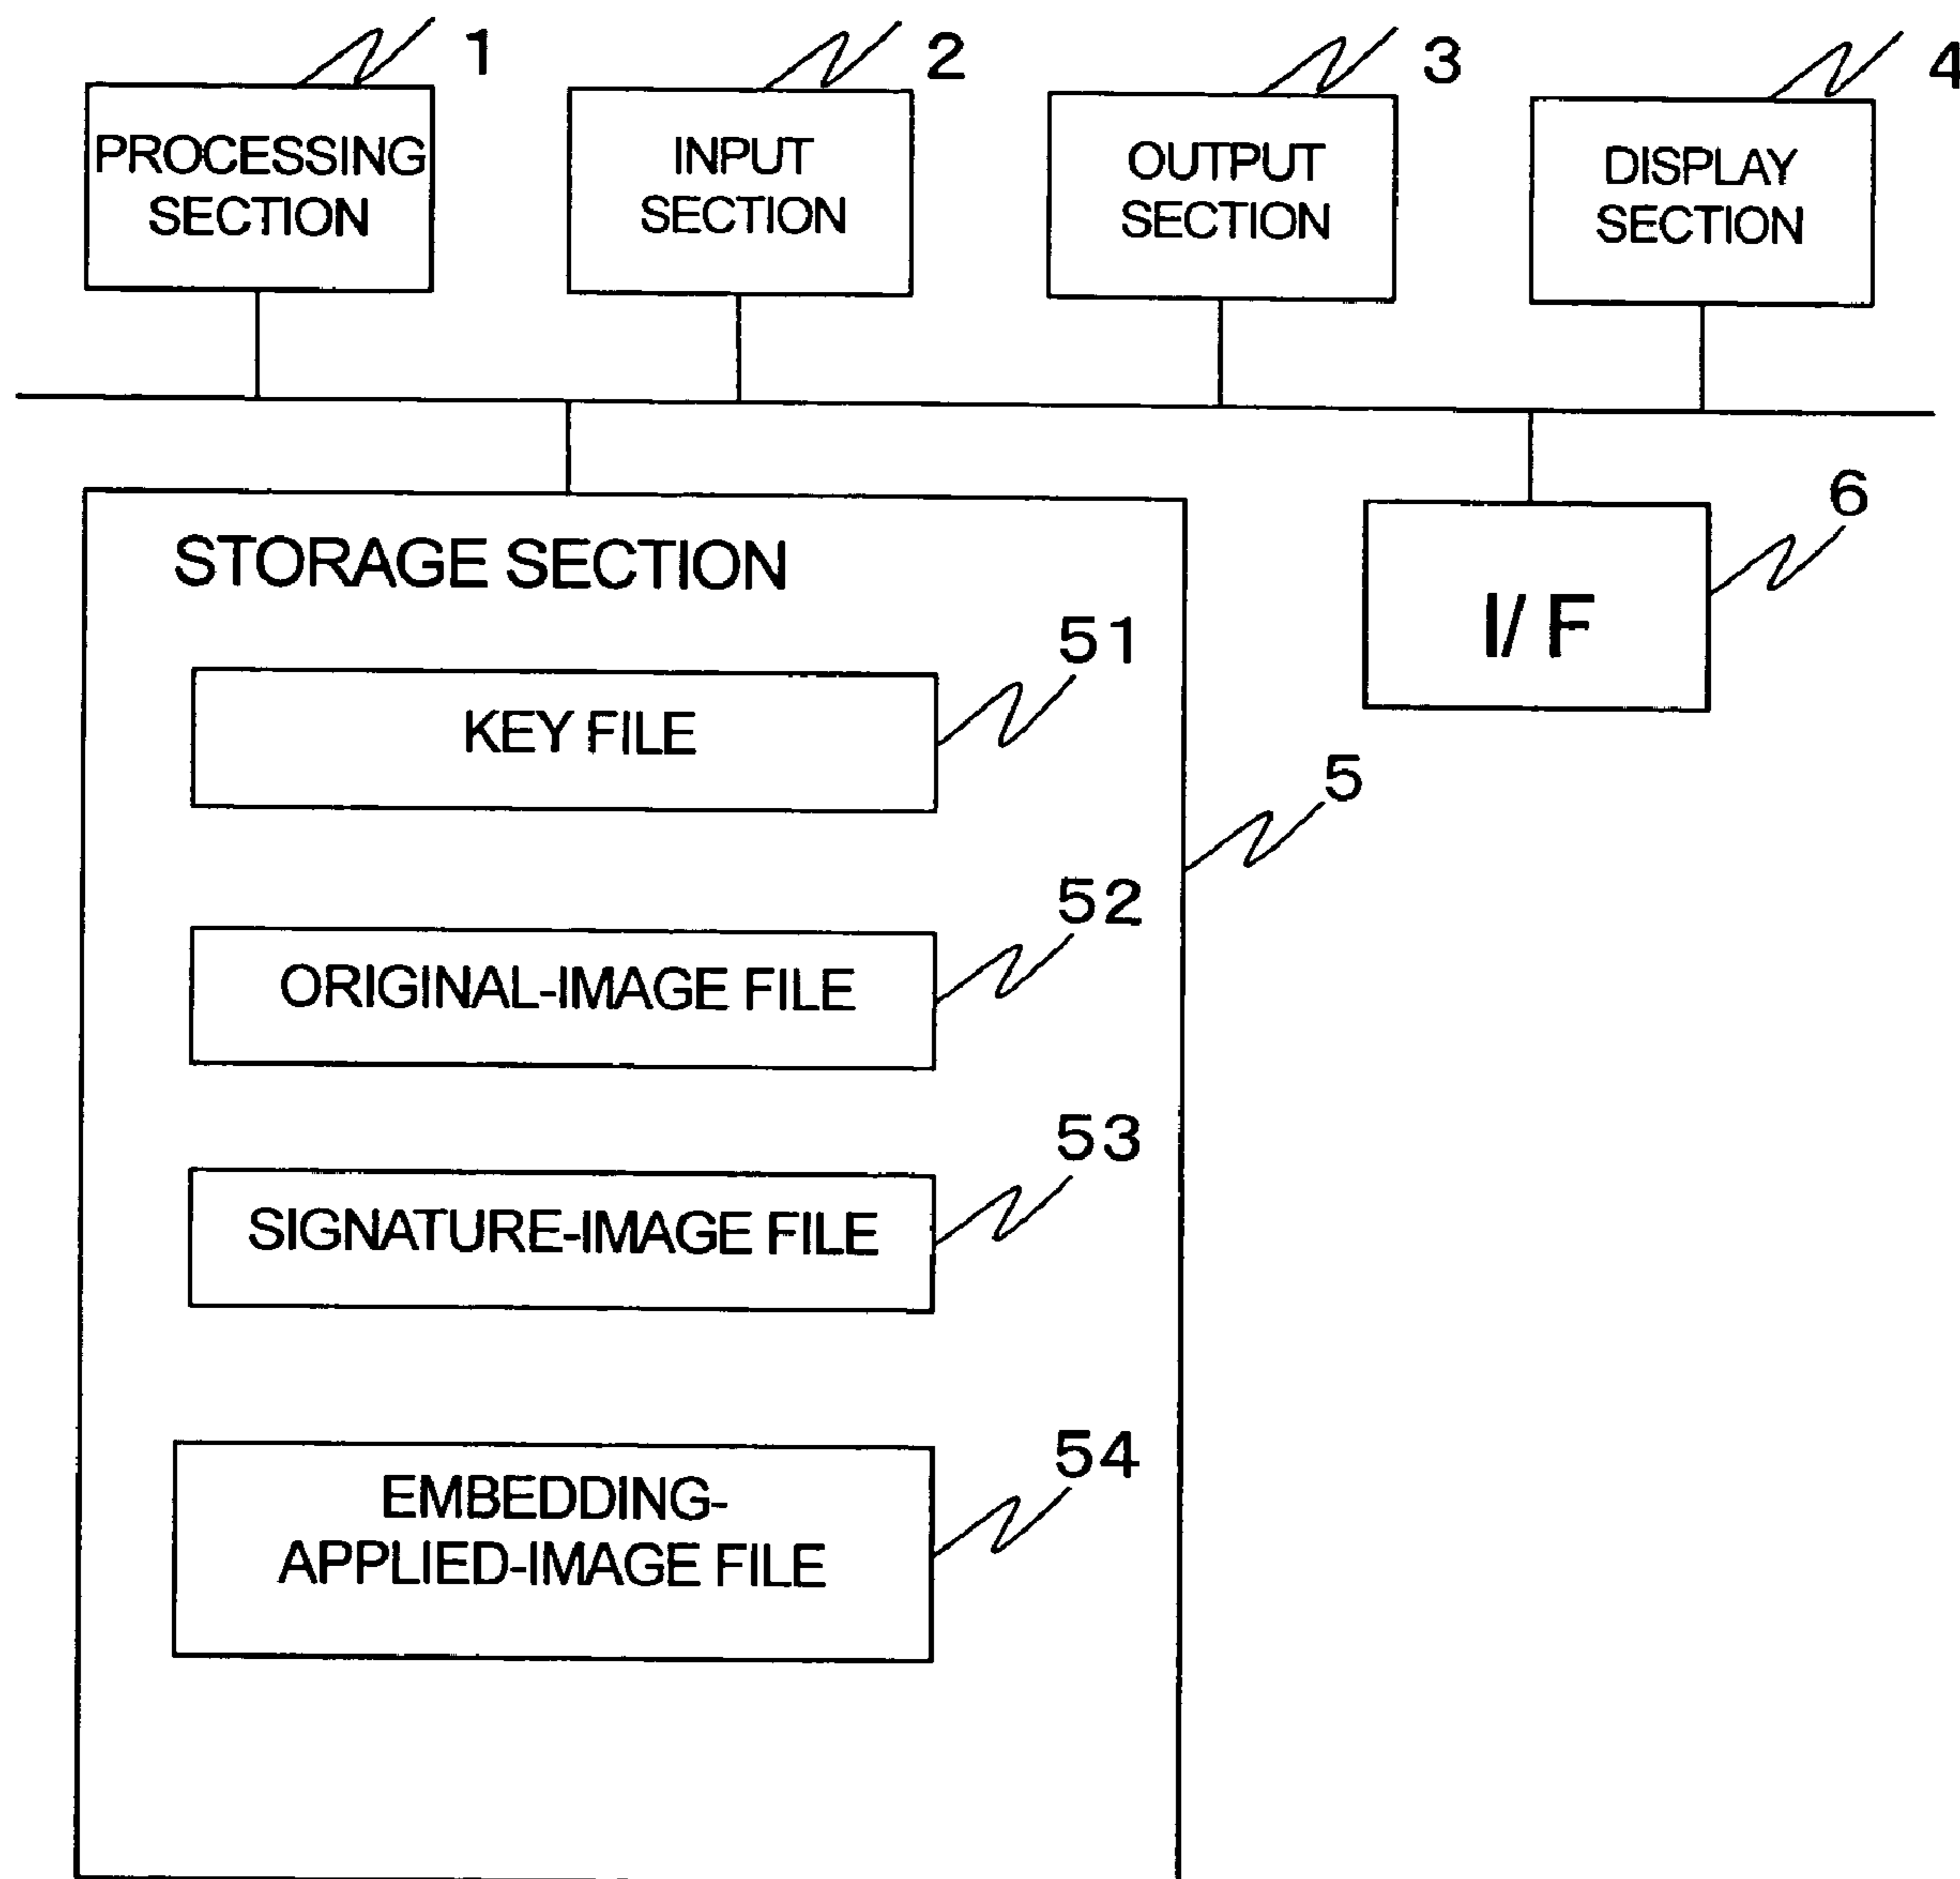 1
2
3
4
PROCESSING
SECTION
INPUT
SECTION
OUTPUT
SECTION
DISPLAY
SECTION
STORAGE SECTION
6
I/F
51
KEY FILE
5
52
ORIGINAL-IMAGE FILE
53
SIGNATURE-IMAGE FILE
54
EMBEDDING-
APPLIED-IMAGE FILE